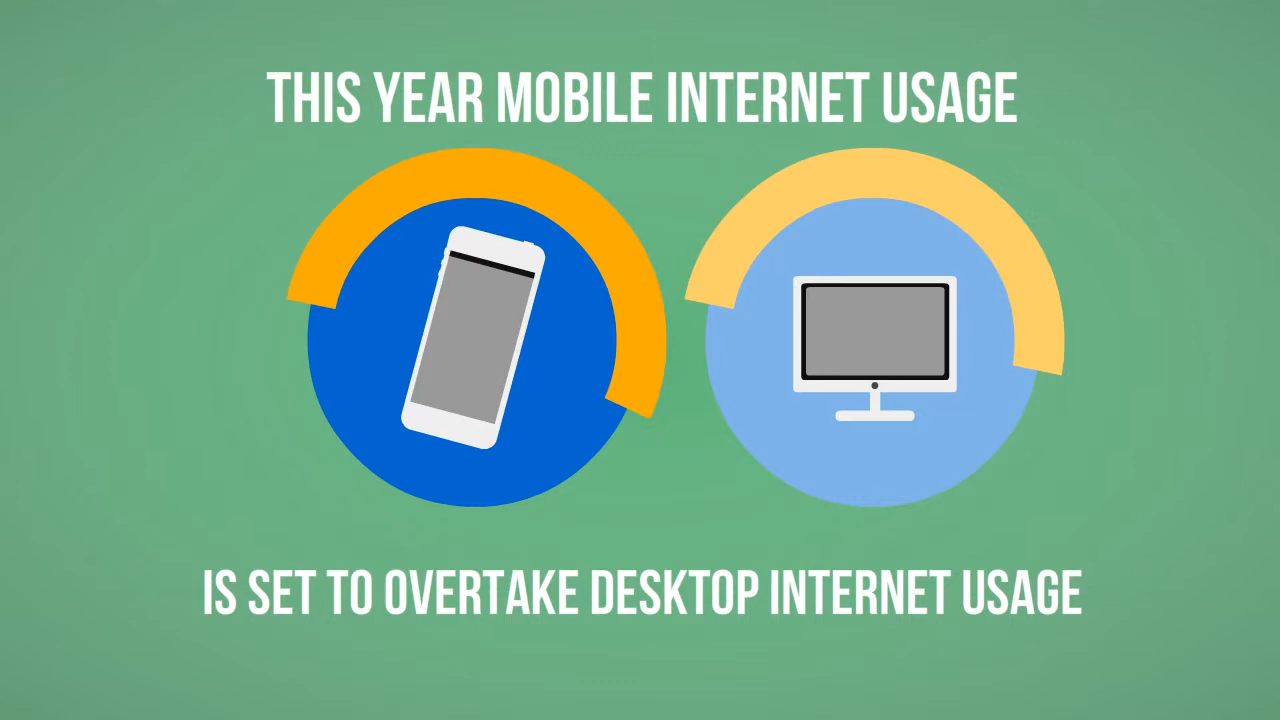 THIS YEAR MOBILE INTERNET USAGE
IS SET TO OVERTAKE DESKTOP INTERNET USAGE